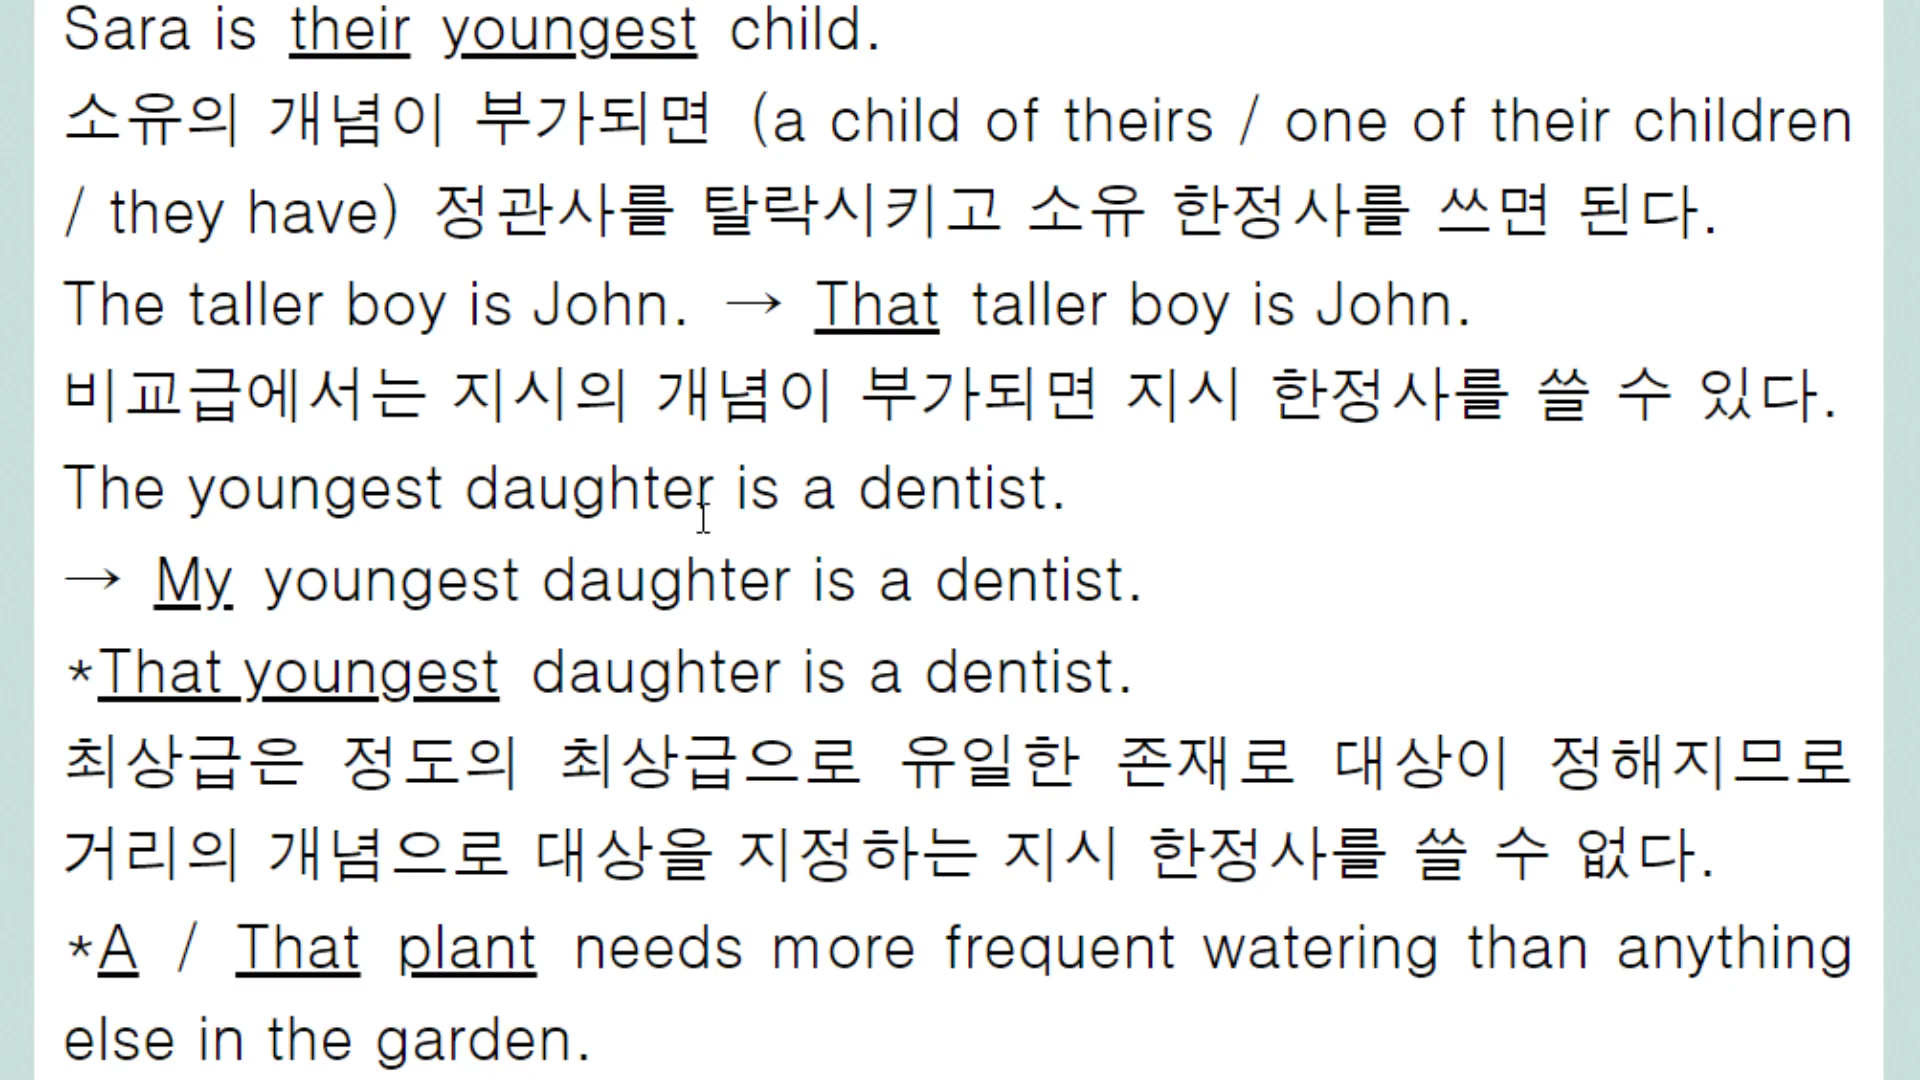 Sara is their youngest child.
소유의 개념이 부가되면 (a child of theirs / one of their children
/ they have) 정관사를 탈락시키고 소유 한정사를 쓰면 된다.
The taller boy is John. → That taller boy is John.
비교급에서는 지시의 개념이 부가되면 지시 한정사를 쓸 수 있다.
The youngest daughter is a dentist.
→ My youngest daughter is a dentist.
*That youngest daughter is a dentist.
최상급은 정도의 최상급으로 유일한 존재로 대상이 정해지므로
거리의 개념으로 대상을 지정하는 지시 한정사를 쓸 수 없다.
*A / That plant needs more frequent watering than anything
else in the garden.